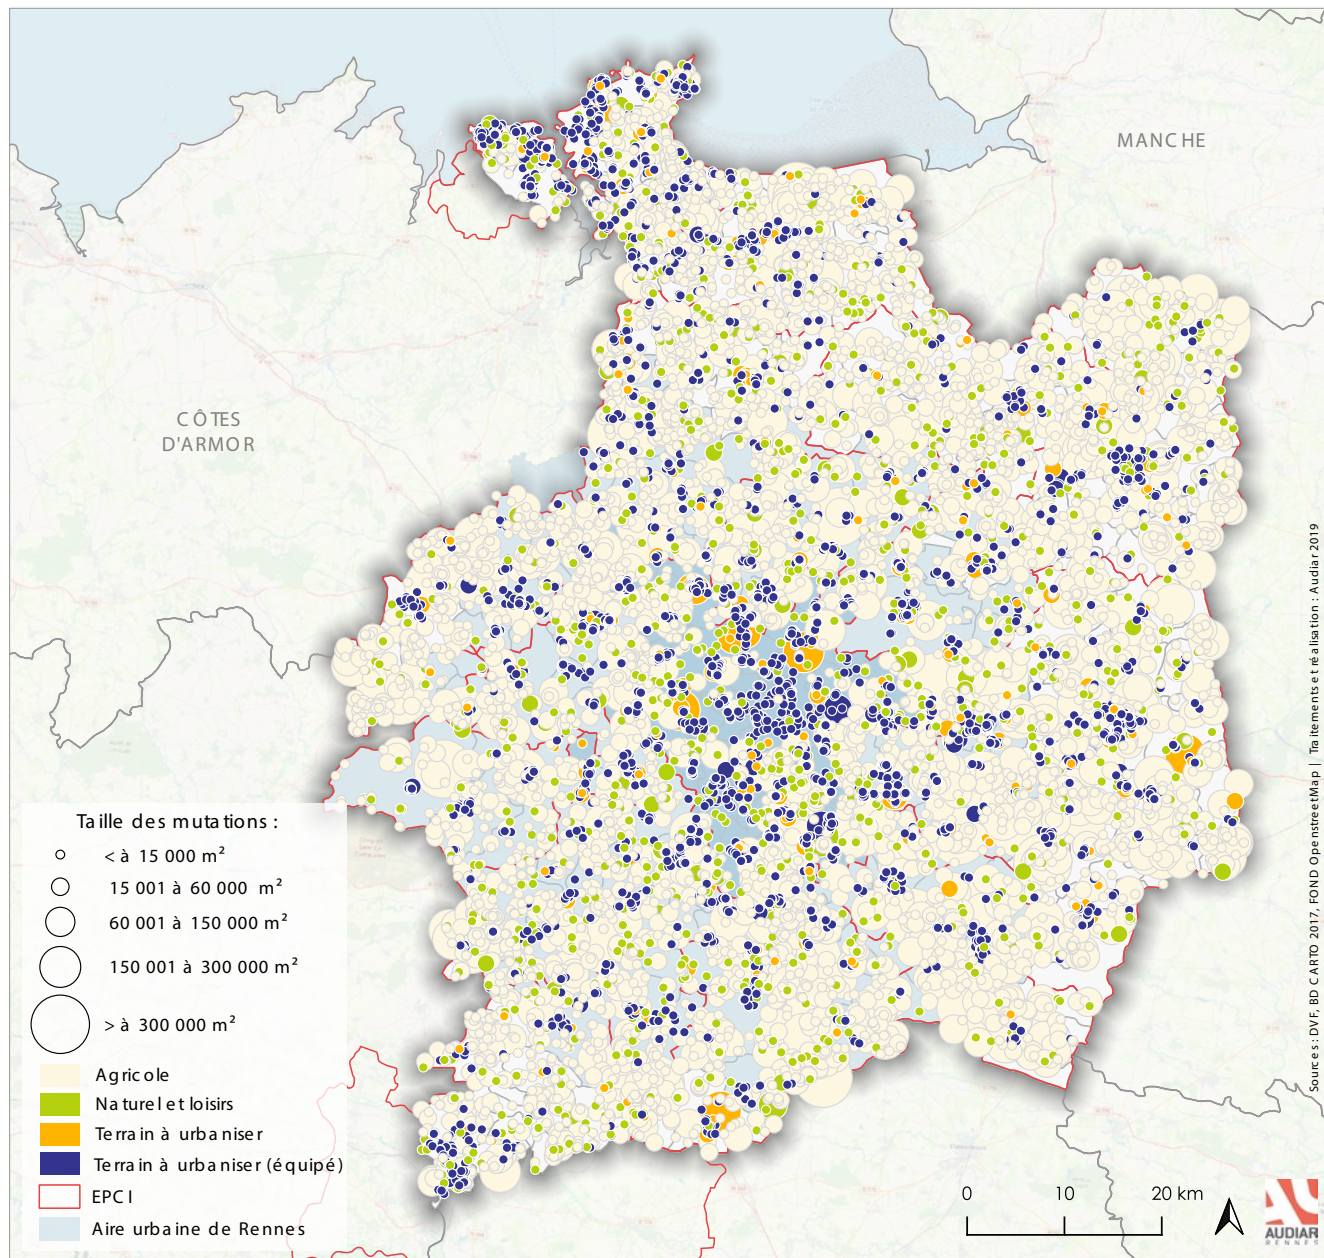 MANCHE
CÔTES
D'ARMOR
Taille des mutations :
< à 15 000 m²
15 001 à 60 000 m²
60 001 à 150 000 m²
150 001 à 300 000 m²
> à 300 000 m²
Agricole
Naturel et loisirs
Terrain à urbaniser
Terrain à urbaniser (équipé)
EPCI
Aire urbaine de Rennes
0 10 20 km
AUDIAR
RENNES
Sources : DVF, BD CARTO 2017, FOND OpenstreetMap | Traitements et réalisation : Audiar 2019